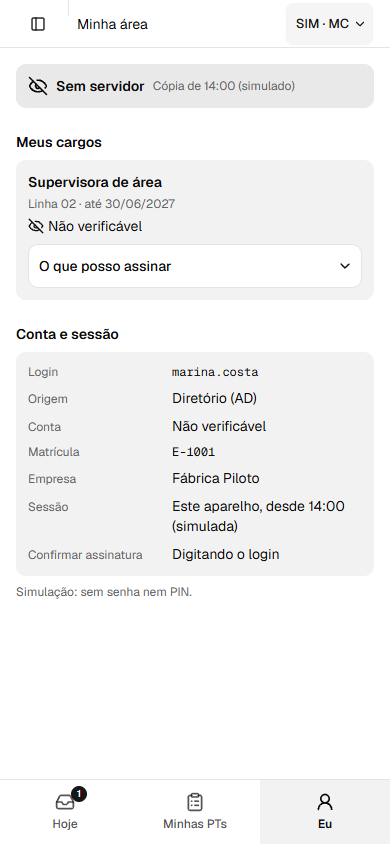 Minha área
SIM · MC
Sem servidor Cópia de 14:00 (simulado)
Meus cargos
Supervisora de área
Linha 02 · até 30/06/2027
Não verificável
O que posso assinar
Conta e sessão
Login marina.costa
Origem Diretório (AD)
Conta Não verificável
Matrícula E-1001
Empresa Fábrica Piloto
Sessão Este aparelho, desde 14:00
(simulada)
Confirmar assinatura Digitando o login
Simulação: sem senha nem PIN.
1
Hoje Minhas PTs Eu